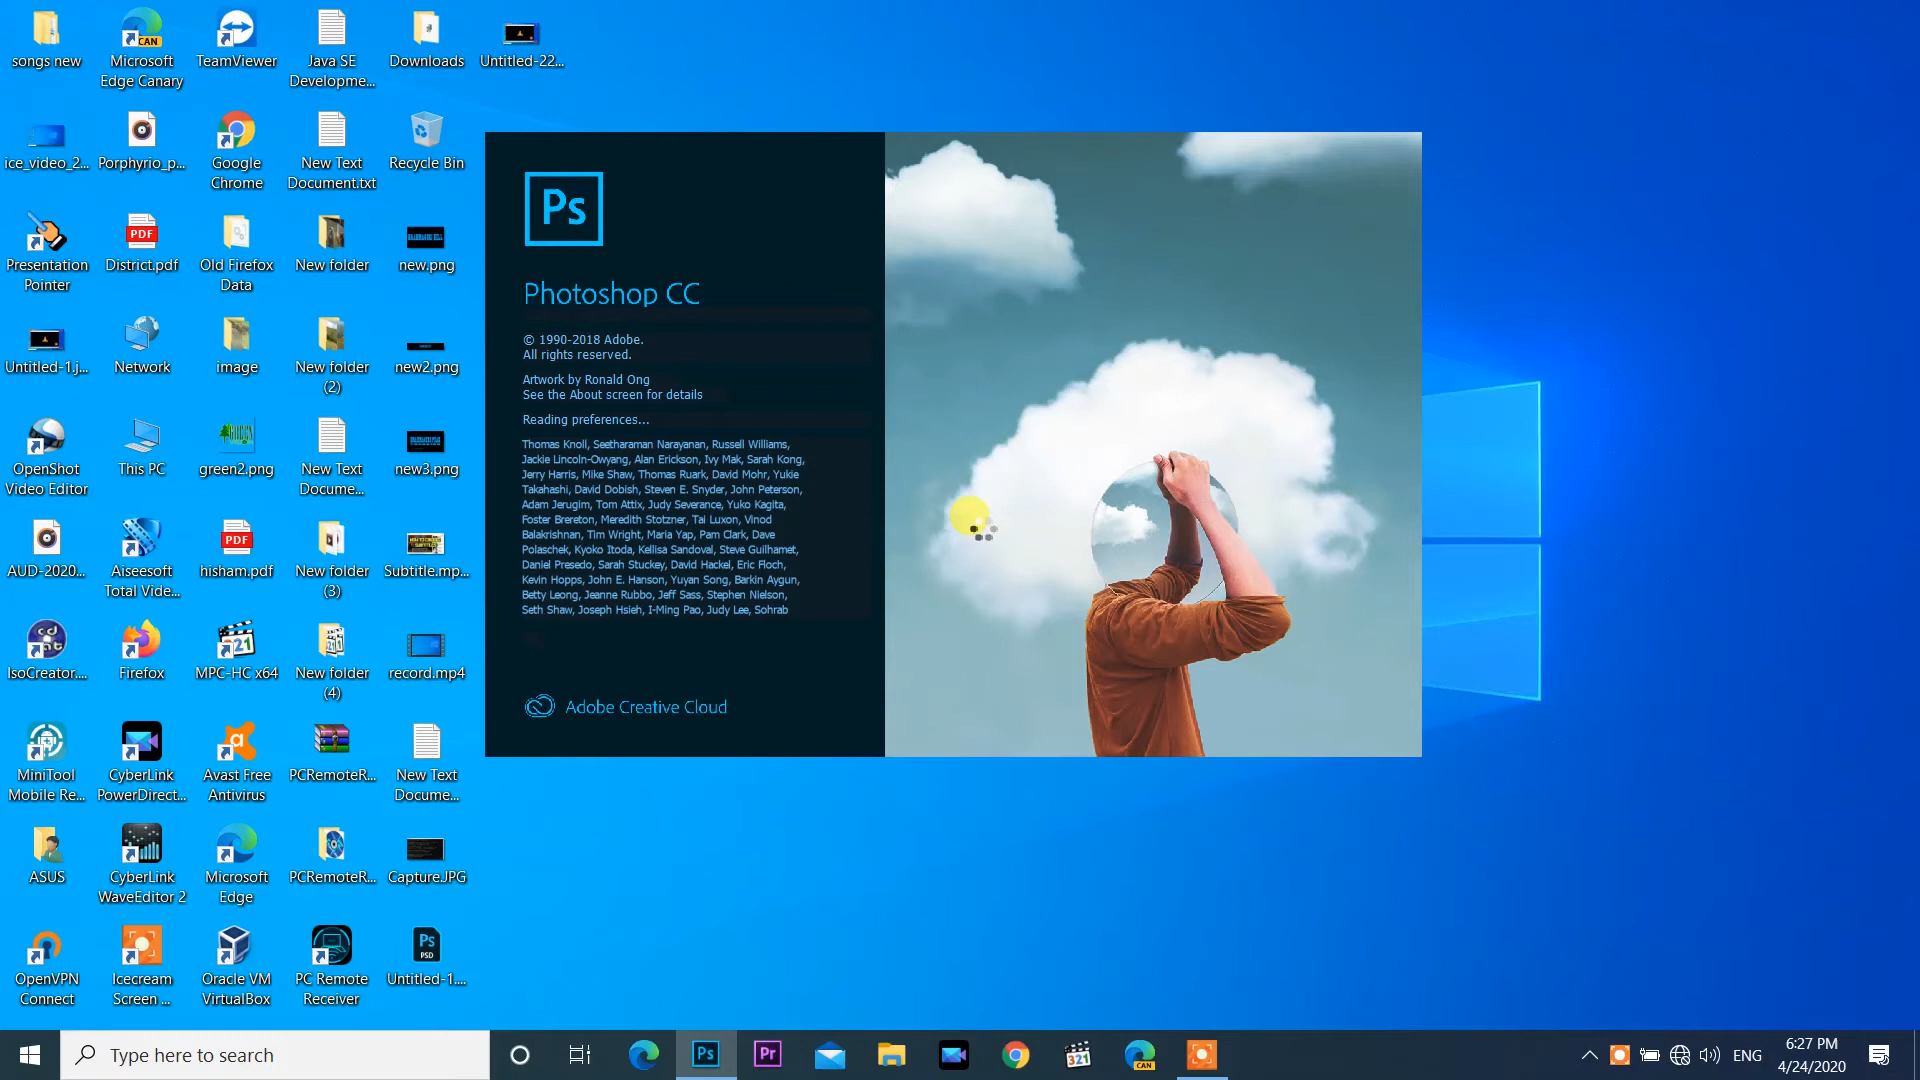 songs new
Microsoft
Edge Canary
CAN
TeamViewer
Java SE
Developme...
Downloads
Untitled-22...
ice_video_2...
Porphyrio_p...
Google
Chrome
New Text
Document.txt
Recycle Bin
Presentation
Pointer
PDF
District.pdf
Old Firefox
Data
New folder
new.png
Untitled-1.j...
Network
image
New folder
(2)
new2.png
OpenShot
Video Editor
This PC
GREEN
green2.png
New Text
Docume...
new3.png
AUD-2020...
Aiseesoft
Total Vide...
PDF
hisham.pdf
New folder
(3)
Subtitle.mp...
IsoCreator....
Firefox
321
MPC-HC x64
New folder
(4)
record.mp4
MiniTool
Mobile Re...
CyberLink
PowerDirect...
Avast Free
Antivirus
PCRemoteR...
New Text
Docume...
ASUS
CyberLink
WaveEditor 2
Microsoft
Edge
PCRemoteR...
Capture.JPG
OpenVPN
Connect
Icecream
Screen ...
Oracle VM
VirtualBox
PC Remote
Receiver
Ps
PSD
Untitled-1....
Ps
Photoshop CC
© 1990-2018 Adobe.
All rights reserved.
Artwork by Ronald Ong
See the About screen for details
Reading preferences...
Thomas Knoll, Seetharaman Narayanan, Russell Williams,
Jackie Lincoln-Owyang, Alan Erickson, Ivy Mak, Sarah Kong,
Jerry Harris, Mike Shaw, Thomas Ruark, David Mohr, Yukie
Takahashi, David Dobish, Steven E. Snyder, John Peterson,
Adam Jerugim, Tom Attix, Judy Severance, Yuko Kagita,
Foster Brereton, Meredith Stotzner, Tai Luxon, Vinod
Balakrishnan, Tim Wright, Maria Yap, Pam Clark, Dave
Polaschek, Kyoko Itoda, Kellisa Sandoval, Steve Guilhamet,
Daniel Presedo, Sarah Stuckey, David Hackel, Eric Floch,
Kevin Hopps, John E. Hanson, Yuyan Song, Barkin Aygun,
Betty Leong, Jeanne Rubbo, Jeff Sass, Stephen Nielson,
Seth Shaw, Joseph Hsieh, I-Ming Pao, Judy Lee, Sohrab
Adobe Creative Cloud
Type here to search
Ps
Pr
321
CAN
ENG
6:27 PM
4/24/2020